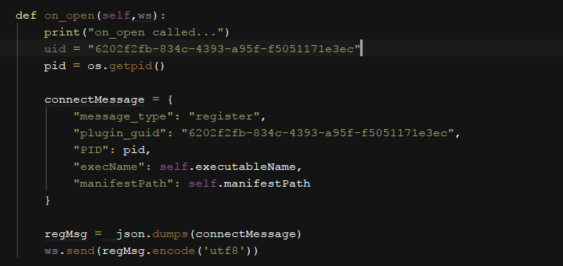 def on_open(self,ws):
    print("on_open called...")
    uid = "6202f2fb-834c-4393-a95f-f5051171e3ec"
    pid = os.getpid()

    connectMessage = {
        "message_type": "register",
        "plugin_guid": "6202f2fb-834c-4393-a95f-f5051171e3ec",
        "PID": pid,
        "execName": self.executableName,
        "manifestPath": self.manifestPath
    }

    regMsg =  json.dumps(connectMessage)
    ws.send(regMsg.encode('utf8'))